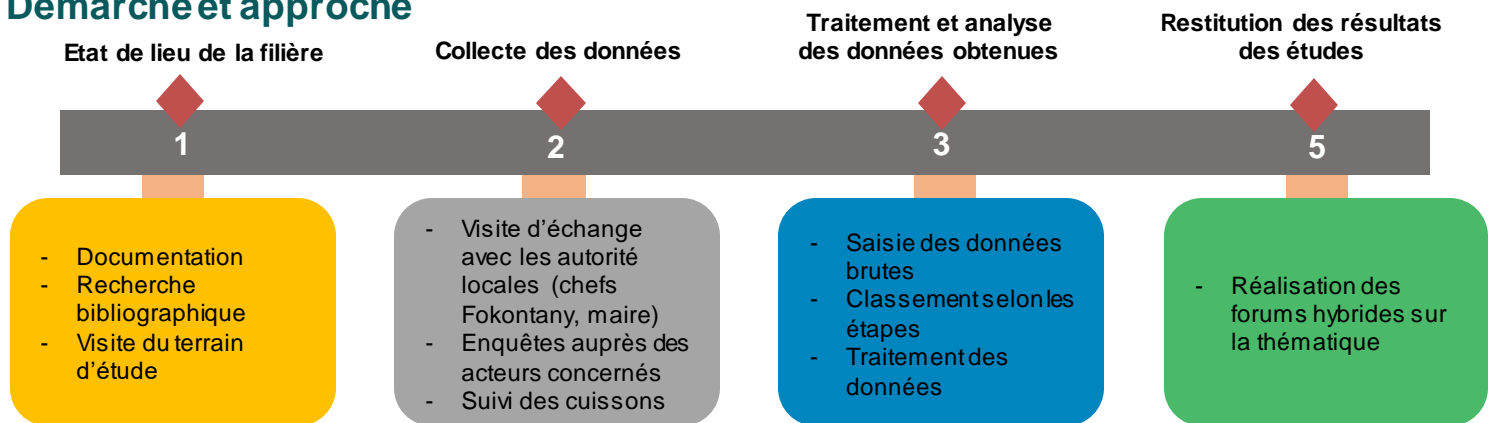 Démarche et approche
Etat de lieu de la filière
Collecte des données
Traitement et analyse
des données obtenues
Restitution des résultats
des études
1
2
3
5
- Documentation
- Recherche
bibliographique
- Visite du terrain
d'étude
- Visite d'échange
avec les autorité
locales (chefs
Fokontany, maire)
- Enquêtes auprès des
acteurs concernés
- Suivi des cuissons
- Saisie des données
brutes
- Classement selon les
étapes
- Traitement des
données
- Réalisation des
forums hybrides sur
la thématique